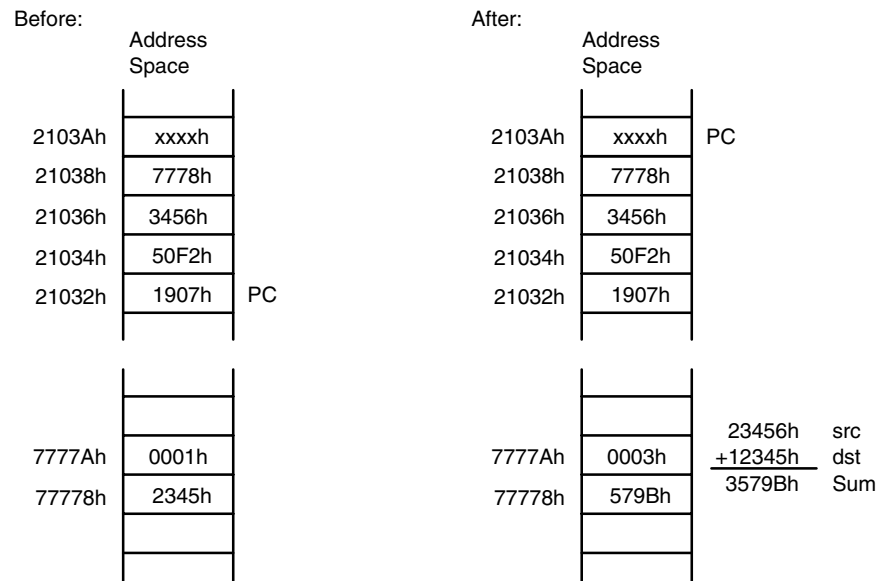 Before:
Address
Space
2103Ah xxxxh
21038h 7778h
21036h 3456h
21034h 50F2h
21032h 1907h PC
7777Ah 0001h
77778h 2345h
After:
Address
Space
2103Ah xxxxh PC
21038h 7778h
21036h 3456h
21034h 50F2h
21032h 1907h
7777Ah 0003h
77778h 579Bh
23456h src
+12345h dst
3579Bh Sum